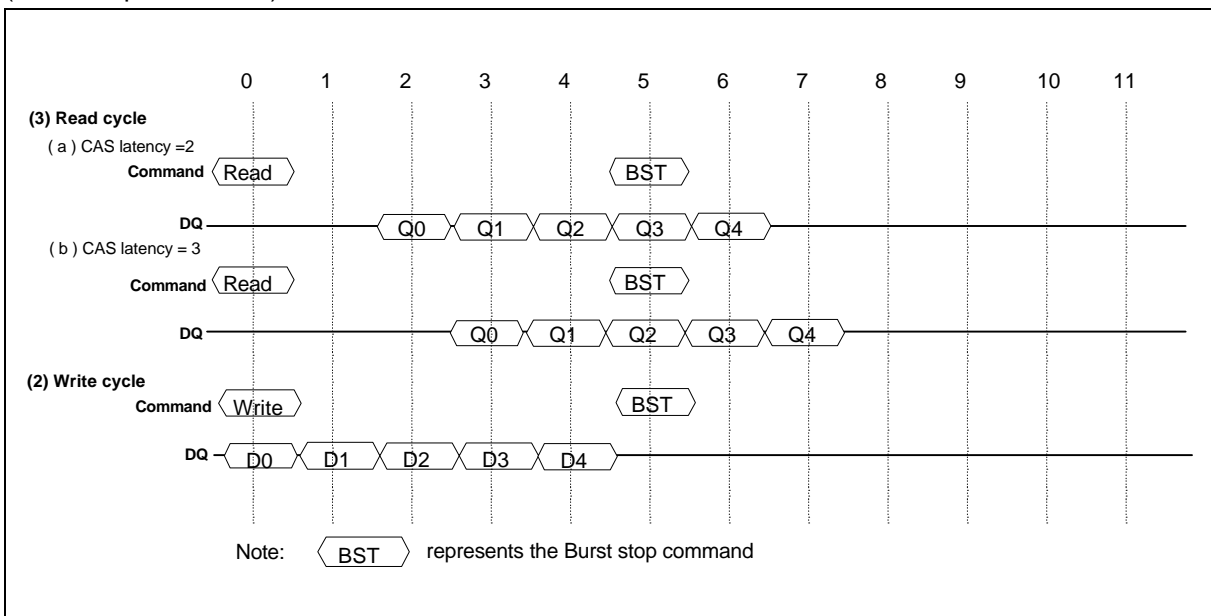 0 1 2 3 4 5 6 7 8 9 10 11
(3) Read cycle
( a ) CAS latency =2
Command Read BST
DQ Q0 Q1 Q2 Q3 Q4
( b ) CAS latency = 3
Command Read BST
DQ Q0 Q1 Q2 Q3 Q4
(2) Write cycle
Command Write BST
DQ D0 D1 D2 D3 D4
Note: BST represents the Burst stop command